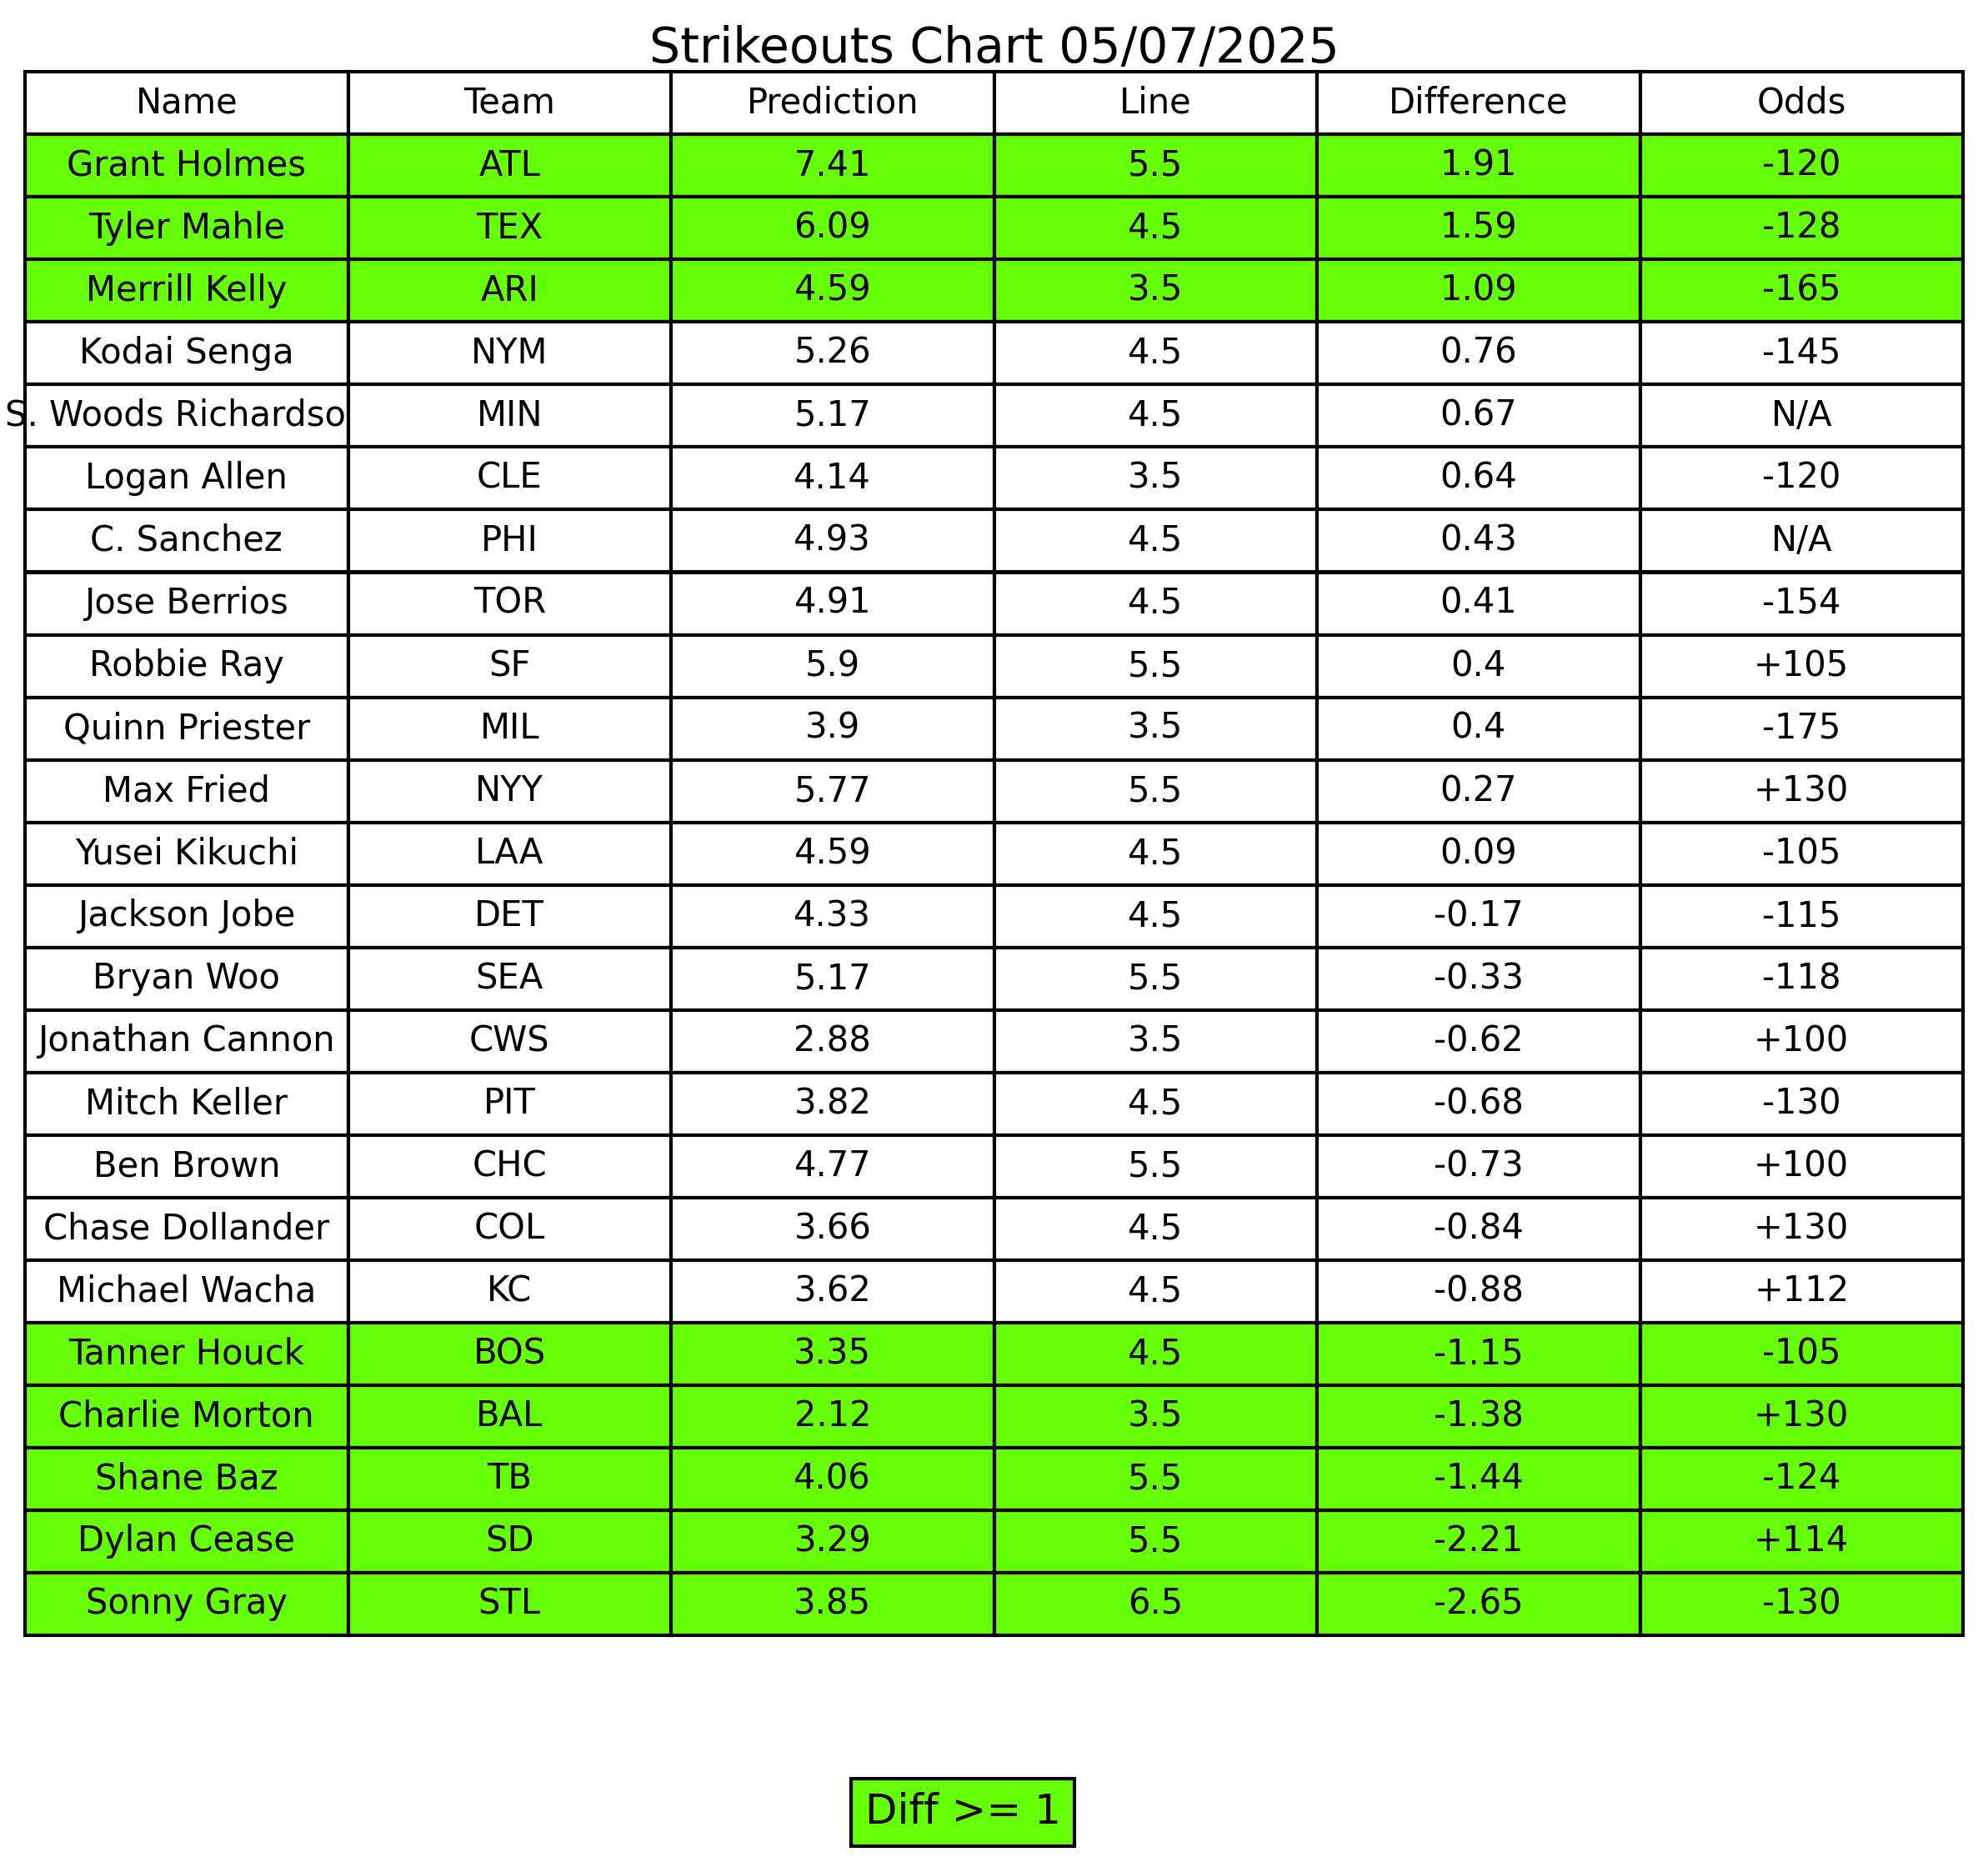 Strikeouts Chart 05/07/2025
Name Team Prediction Line Difference Odds
Grant Holmes ATL 7.41 5.5 1.91 -120
Tyler Mahle TEX 6.09 4.5 1.59 -128
Merrill Kelly ARI 4.59 3.5 1.09 -165
Kodai Senga NYM 5.26 4.5 0.76 -145
S. Woods Richardso MIN 5.17 4.5 0.67 N/A
Logan Allen CLE 4.14 3.5 0.64 -120
C. Sanchez PHI 4.93 4.5 0.43 N/A
Jose Berrios TOR 4.91 4.5 0.41 -154
Robbie Ray SF 5.9 5.5 0.4 +105
Quinn Priester MIL 3.9 3.5 0.4 -175
Max Fried NYY 5.77 5.5 0.27 +130
Yusei Kikuchi LAA 4.59 4.5 0.09 -105
Jackson Jobe DET 4.33 4.5 -0.17 -115
Bryan Woo SEA 5.17 5.5 -0.33 -118
Jonathan Cannon CWS 2.88 3.5 -0.62 +100
Mitch Keller PIT 3.82 4.5 -0.68 -130
Ben Brown CHC 4.77 5.5 -0.73 +100
Chase Dollander COL 3.66 4.5 -0.84 +130
Michael Wacha KC 3.62 4.5 -0.88 +112
Tanner Houck BOS 3.35 4.5 -1.15 -105
Charlie Morton BAL 2.12 3.5 -1.38 +130
Shane Baz TB 4.06 5.5 -1.44 -124
Dylan Cease SD 3.29 5.5 -2.21 +114
Sonny Gray STL 3.85 6.5 -2.65 -130
Diff >= 1